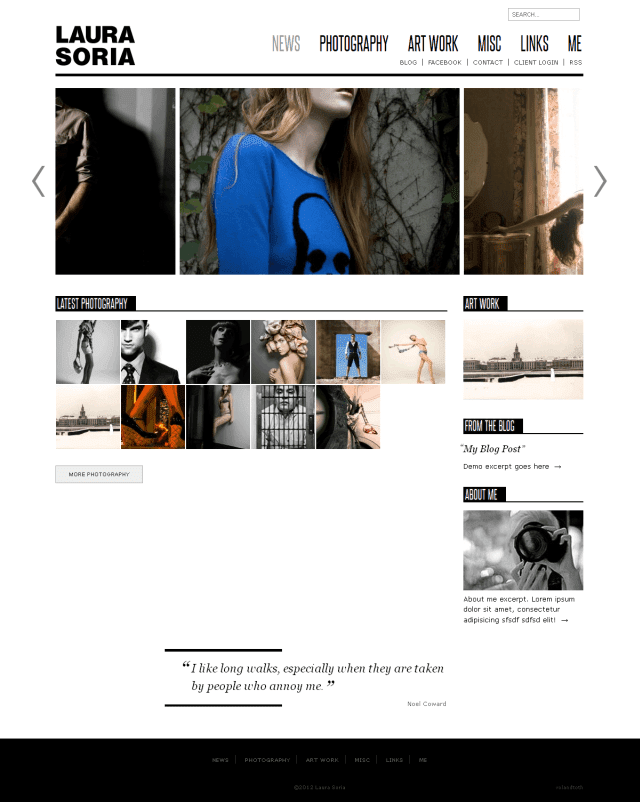 SEARCH...
LAURA
SORIA
NEWS PHOTOGRAPHY ART WORK MISC LINKS ME
BLOG | FACEBOOK | CONTACT | CLIENT LOGIN | RSS
LATEST PHOTOGRAPHY
ART WORK
FROM THE BLOG
“My Blog Post”
Demo excerpt goes here →
MORE PHOTOGRAPHY
ABOUT ME
About me excerpt. Lorem ipsum
dolor sit amet, consectetur
adipisicing sfsdf sdfsd elit! →
“I like long walks, especially when they are taken
by people who annoy me.”
Noel Coward
NEWS | PHOTOGRAPHY | ART WORK | MISC | LINKS | ME
©2012 Laura Soria